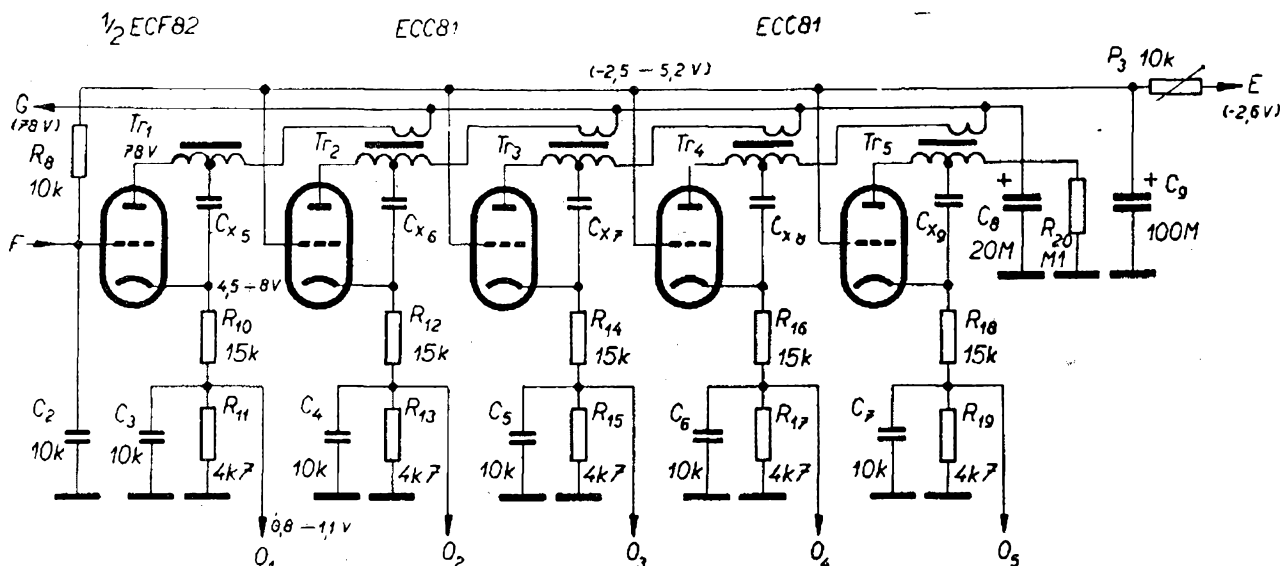 ½ ECF82
ECC81
ECC81
(-2,5 – 5,2 V)
P3 10k
E
(-2,6V)
G
(78V)
Tr1
78V
Tr2
Tr3
Tr4
Tr5
R8
10k
F
Cx5
Cx6
Cx7
Cx8
Cx9
+
C8
20M
R20
M1
+
C9
100M
4,5÷8V
R10
15k
R12
15k
R14
15k
R16
15k
R18
15k
C2
10k
C3
10k
R11
4k7
C4
10k
R13
4k7
C5
10k
R15
4k7
C6
10k
R17
4k7
C7
10k
R19
4k7
0,8 – 1,1 V
O1
O2
O3
O4
O5